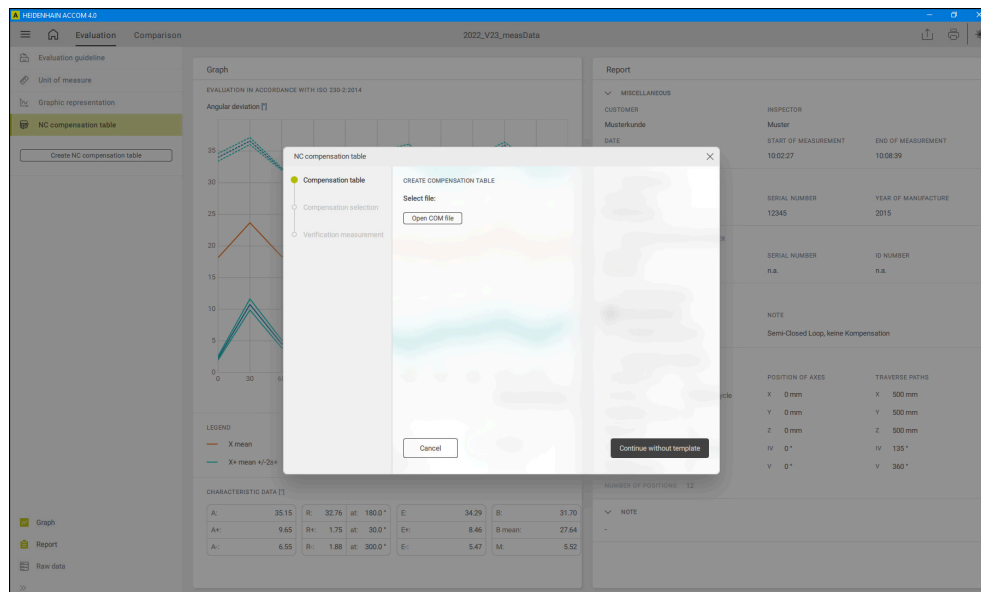 HEIDENHAIN ACCOM 4.0
Evaluation Comparison 2022_V23_measData
Evaluation guideline
Unit of measure
Graphic representation
NC compensation table
Create NC compensation table
Graph
Report
Raw data
Graph
EVALUATION IN ACCORDANCE WITH ISO 230-2:2014
Angular deviation ["]
35
30
25
20
15
10
5
0
0 30
LEGEND
X mean
X+ mean +/-2s+
CHARACTERISTIC DATA ["]
A: 35.15 R: 32.76 at: 180.0 ° E: 34.29 B: 31.70
A+: 9.65 R+: 1.75 at: 30.0 ° E+: 8.46 B mean: 27.64
A-: 6.55 R-: 1.88 at: 300.0 ° E-: 5.47 M: 5.52
NC compensation table
Compensation table
Compensation selection
Verification measurement
CREATE COMPENSATION TABLE
Select file:
Open COM file
Cancel
Continue without template
Report
MISCELLANEOUS
CUSTOMER INSPECTOR
Musterkunde Muster
DATE START OF MEASUREMENT END OF MEASUREMENT
10:02:27 10:08:39
SERIAL NUMBER YEAR OF MANUFACTURE
12345 2015
SERIAL NUMBER ID NUMBER
n.a. n.a.
NOTE
Semi-Closed Loop, keine Kompensation
POSITION OF AXES TRAVERSE PATHS
X 0 mm X 500 mm
Y 0 mm Y 500 mm
Z 0 mm Z 500 mm
IV 0 ° IV 135 °
V 0 ° V 360 °
NUMBER OF POSITIONS 12
NOTE
-